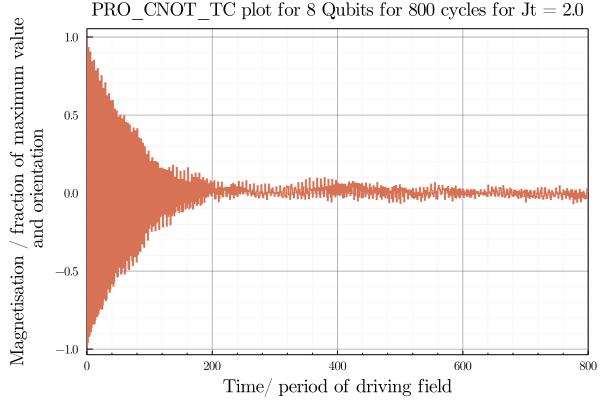 PRO_CNOT_TC plot for 8 Qubits for 800 cycles for Jt = 2.0
Magnetisation / fraction of maximum value
and orientation
1.0
0.5
0.0
−0.5
−1.0
0
200
400
600
800
Time/ period of driving field